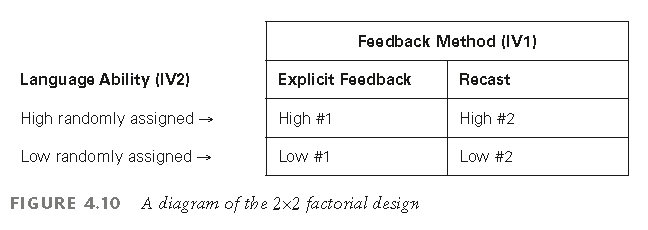 Feedback Method (IV1)
Language Ability (IV2) Explicit Feedback Recast
High randomly assigned → High #1 High #2
Low randomly assigned → Low #1 Low #2
FIGURE 4.10 A diagram of the 2×2 factorial design